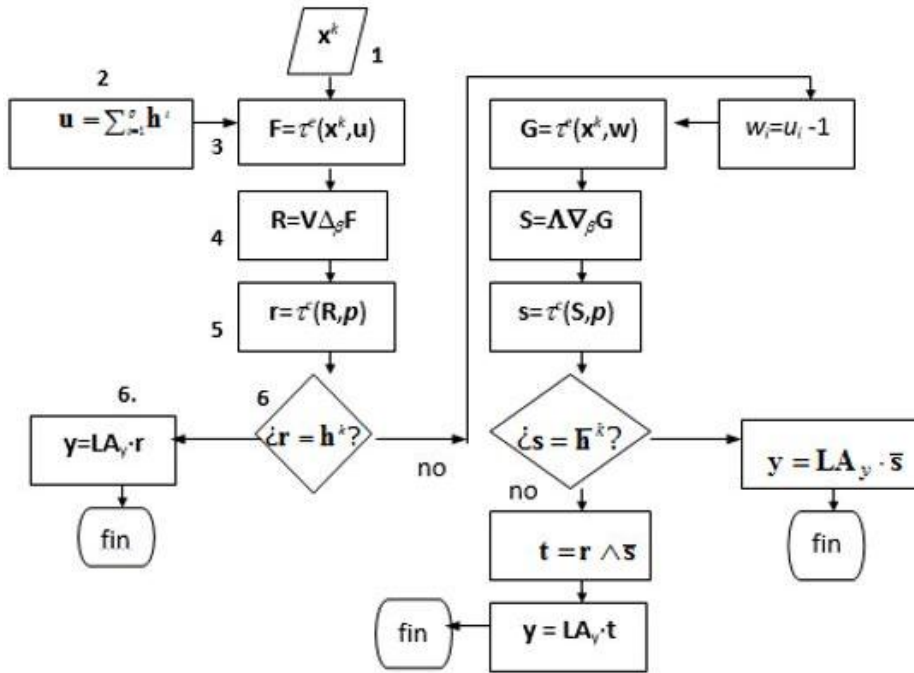 x^k
1
2
u = ∑_{i=1}^{g} h^i
3
F=τ^e(x^k,u)
4
R=VΔ_βF
5
r=τ^c(R,p)
6
¿r = h^k?
6.
y=LA_y·r
fin
no
w_i=u_i -1
G=τ^e(x^k,w)
S=Λ∇_βG
s=τ^c(S,p)
¿s = h̄^k?
no
y = LA_y · s̄
fin
t = r ∧ s̄
y = LA_y·t
fin